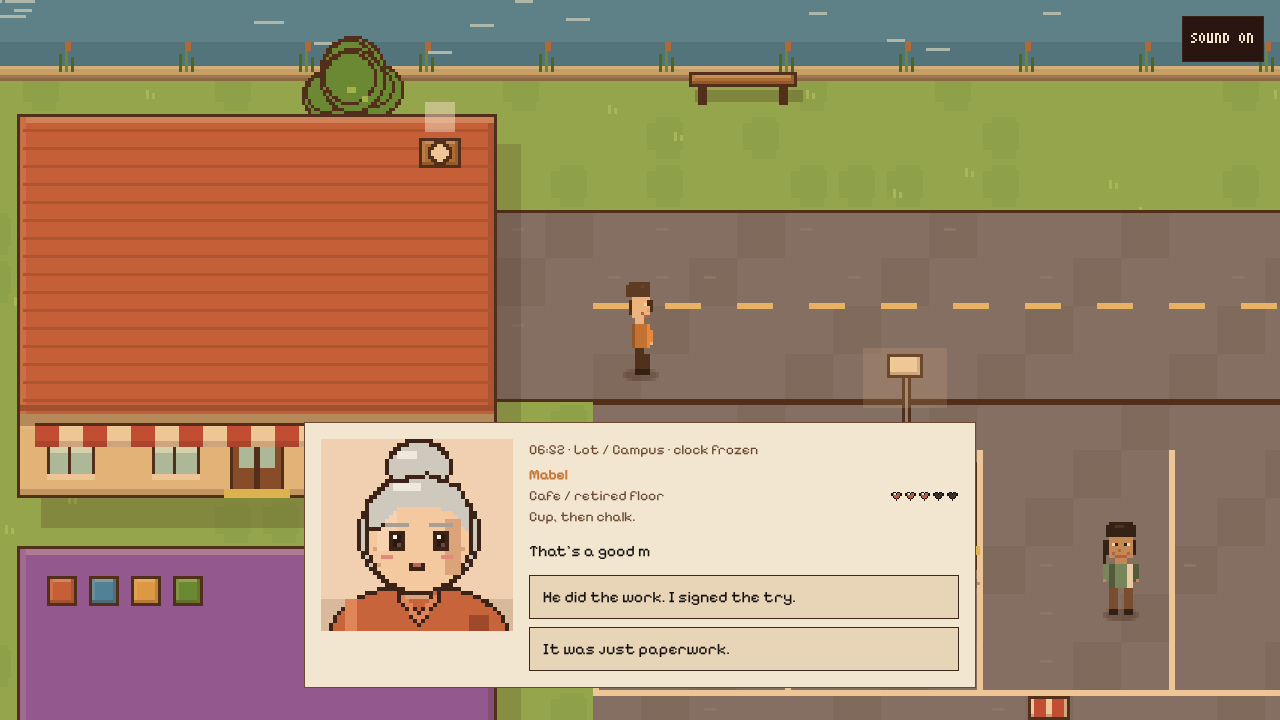 SOUND ON
06:52 · Lot / Campus · clock frozen
Mabel
Cafe / retired floor
Cup, then chalk.
That's a good m
He did the work. I signed the try.
It was just paperwork.